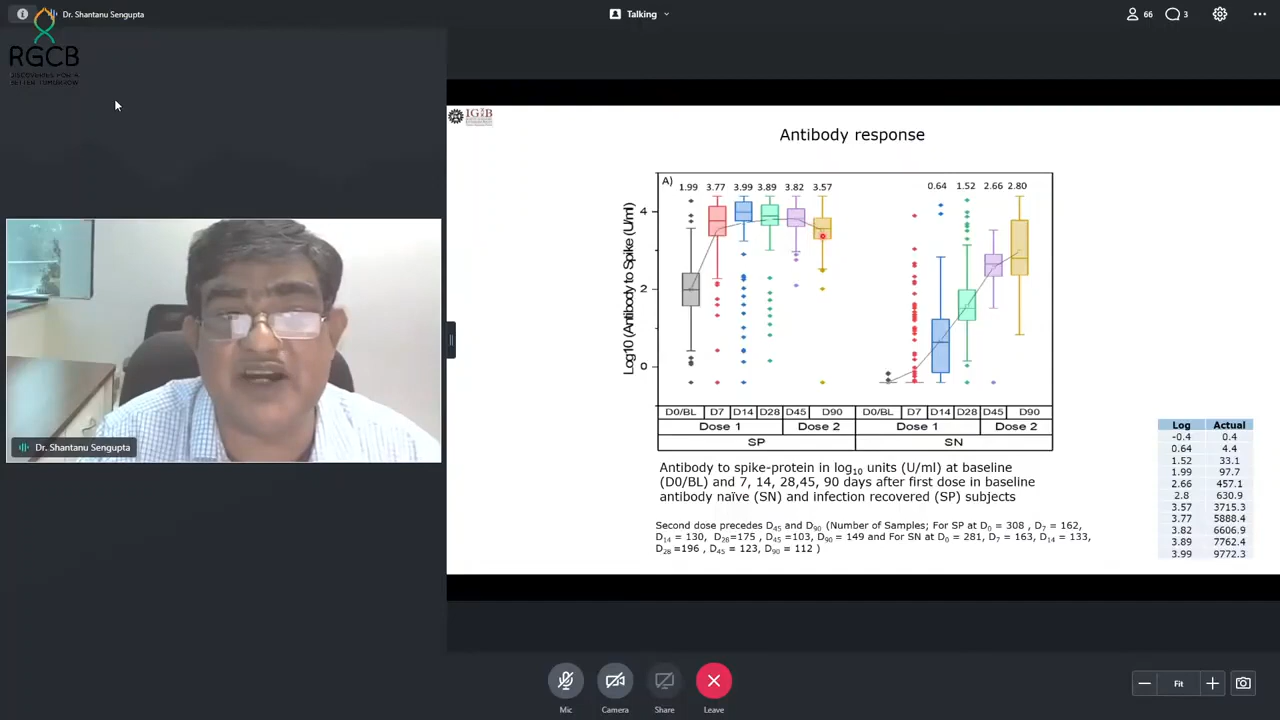 Dr. Shantanu Sengupta
Talking
66
3
RGCB
DISCOVERING FOR A
BETTER TOMORROW
IGIB
Antibody response
A)
1.99 3.77 3.99 3.89 3.82 3.57
0.64 1.52 2.66 2.80
Log10 (Antibody to Spike (U/ml)
4
2
0
D0/BL D7 D14 D28 D45 D90 D0/BL D7 D14 D28 D45 D90
Dose 1 Dose 2 Dose 1 Dose 2
SP SN
Antibody to spike-protein in log10 units (U/ml) at baseline
(D0/BL) and 7, 14, 28,45, 90 days after first dose in baseline
antibody naïve (SN) and infection recovered (SP) subjects
Second dose precedes D45 and D90 (Number of Samples; For SP at D0 = 308 , D7 = 162,
D14 = 130, D28=175 , D45 =103, D90 = 149 and For SN at D0 = 281, D7 = 163, D14 = 133,
D28 =196 , D45 = 123, D90 = 112 )
Log Actual
-0.4 0.4
0.64 4.4
1.52 33.1
1.99 97.7
2.66 457.1
2.8 630.9
3.57 3715.3
3.77 5888.4
3.82 6606.9
3.89 7762.4
3.99 9772.3
Dr. Shantanu Sengupta
Mic
Camera
Share
Leave
Fit